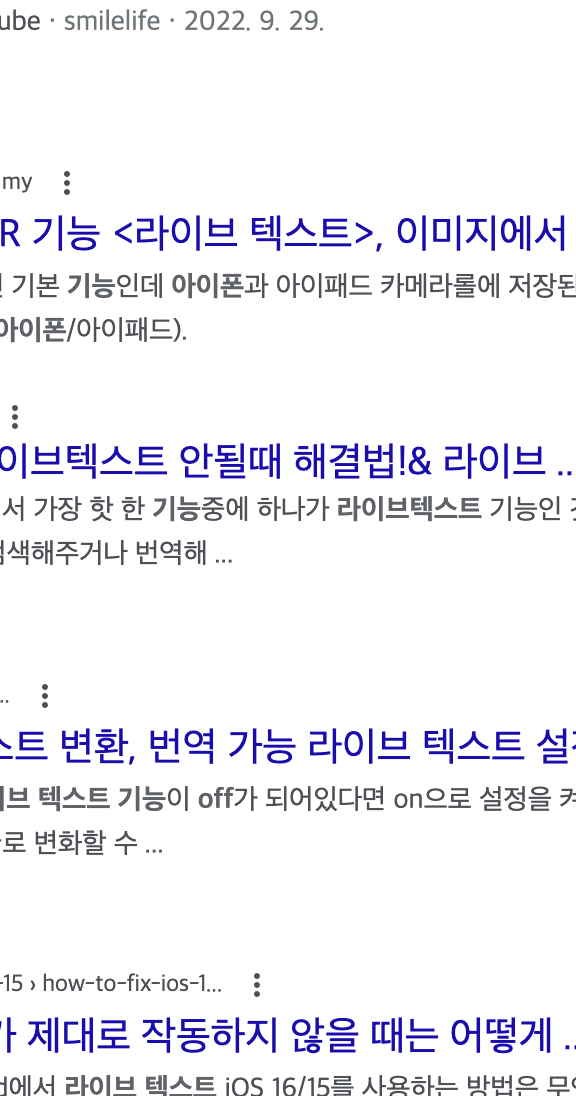 ube · smilelife · 2022. 9. 29.
my
R 기능 <라이브 텍스트>, 이미지에서
기본 기능인데 아이폰과 아이패드 카메라롤에 저장된
아이폰/아이패드).
이브텍스트 안될때 해결법!& 라이브 ...
서 가장 핫 한 기능중에 하나가 라이브텍스트 기능인
검색해주거나 번역해 ...
...
스트 변환, 번역 가능 라이브 텍스트 설정
이브 텍스트 기능이 off가 되어있다면 on으로 설정을 켜
로 변화할 수 ...
-15 › how-to-fix-ios-1...
가 제대로 작동하지 않을 때는 어떻게 ...
에서 라이브 텍스트 iOS 16/15를 사용하는 방법은